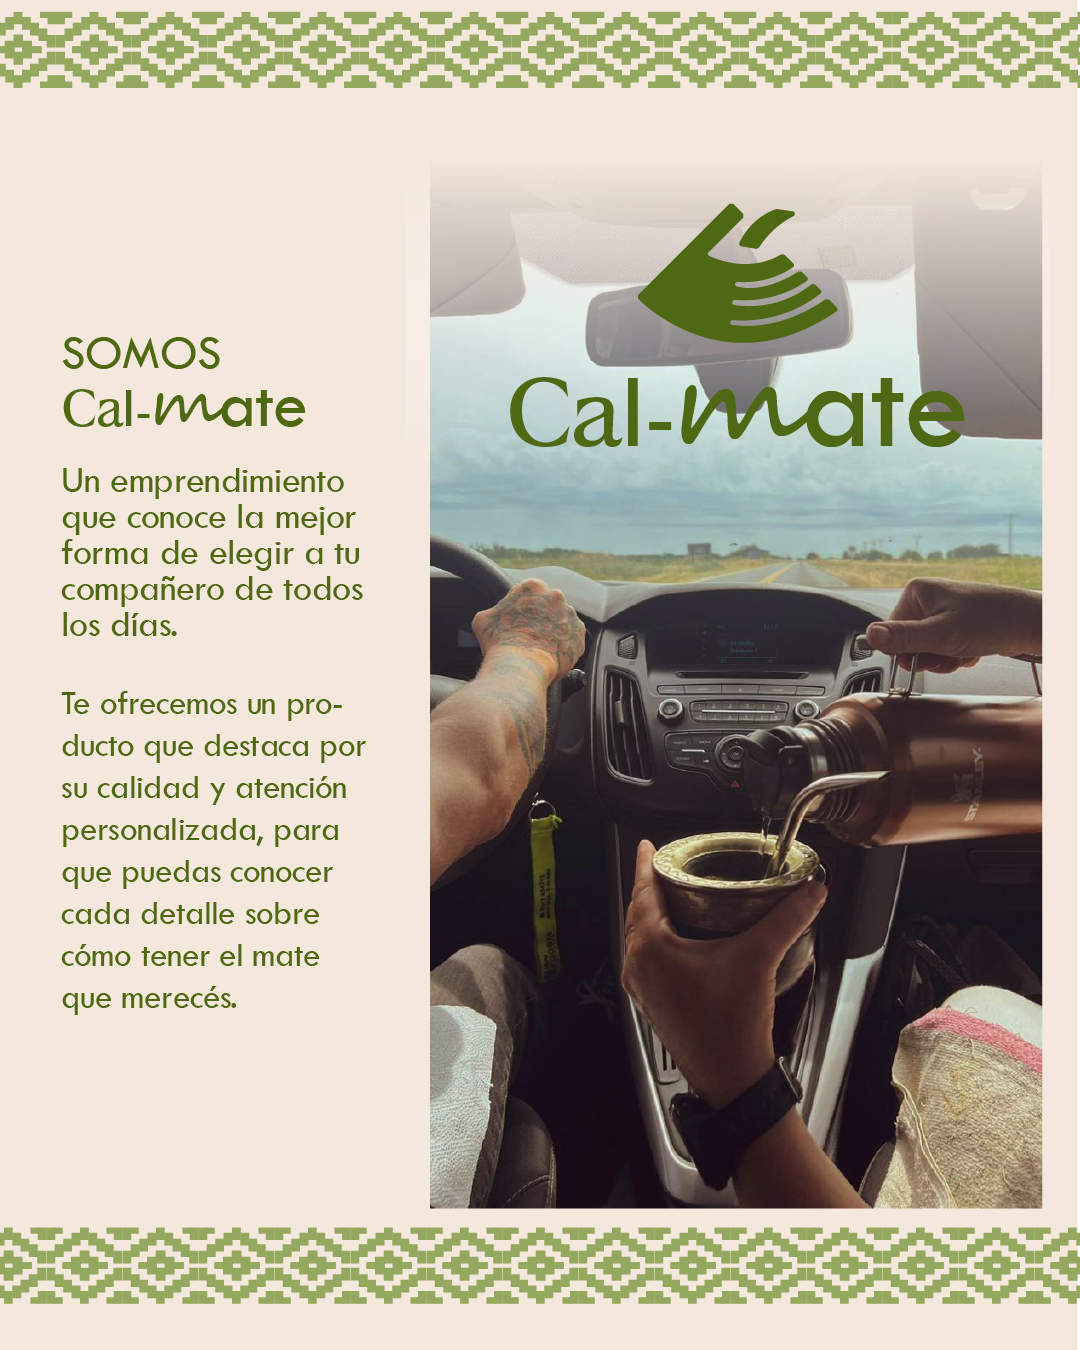 SOMOS
Cal-mate
Un emprendimiento
que conoce la mejor
forma de elegir a tu
compañero de todos
los días.
Te ofrecemos un pro-
ducto que destaca por
su calidad y atención
personalizada, para
que puedas conocer
cada detalle sobre
cómo tener el mate
que merecés.
Cal-mate
STANLEY